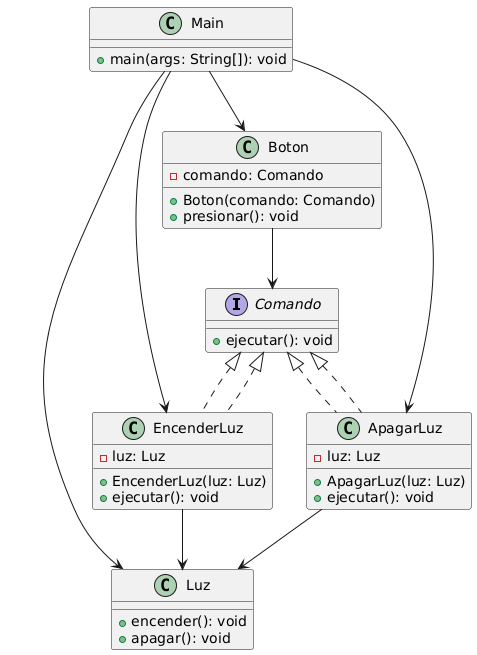 C Main
main(args: String[]): void
C Boton
comando: Comando
Boton(comando: Comando)
presionar(): void
I Comando
ejecutar(): void
C EncenderLuz
luz: Luz
EncenderLuz(luz: Luz)
ejecutar(): void
C ApagarLuz
luz: Luz
ApagarLuz(luz: Luz)
ejecutar(): void
C Luz
encender(): void
apagar(): void